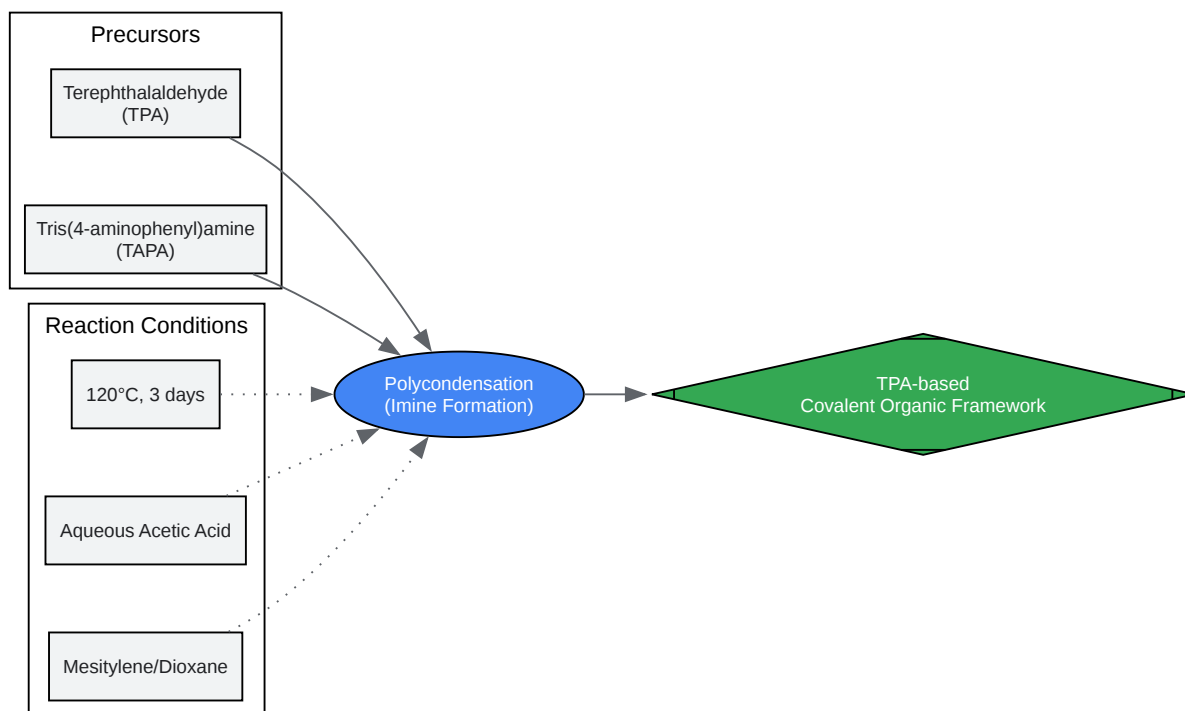 Precursors
Terephthalaldehyde
(TPA)
Tris(4-aminophenyl)amine
(TAPA)
Reaction Conditions
120°C, 3 days
Aqueous Acetic Acid
Mesitylene/Dioxane
Polycondensation
(Imine Formation)
TPA-based
Covalent Organic Framework